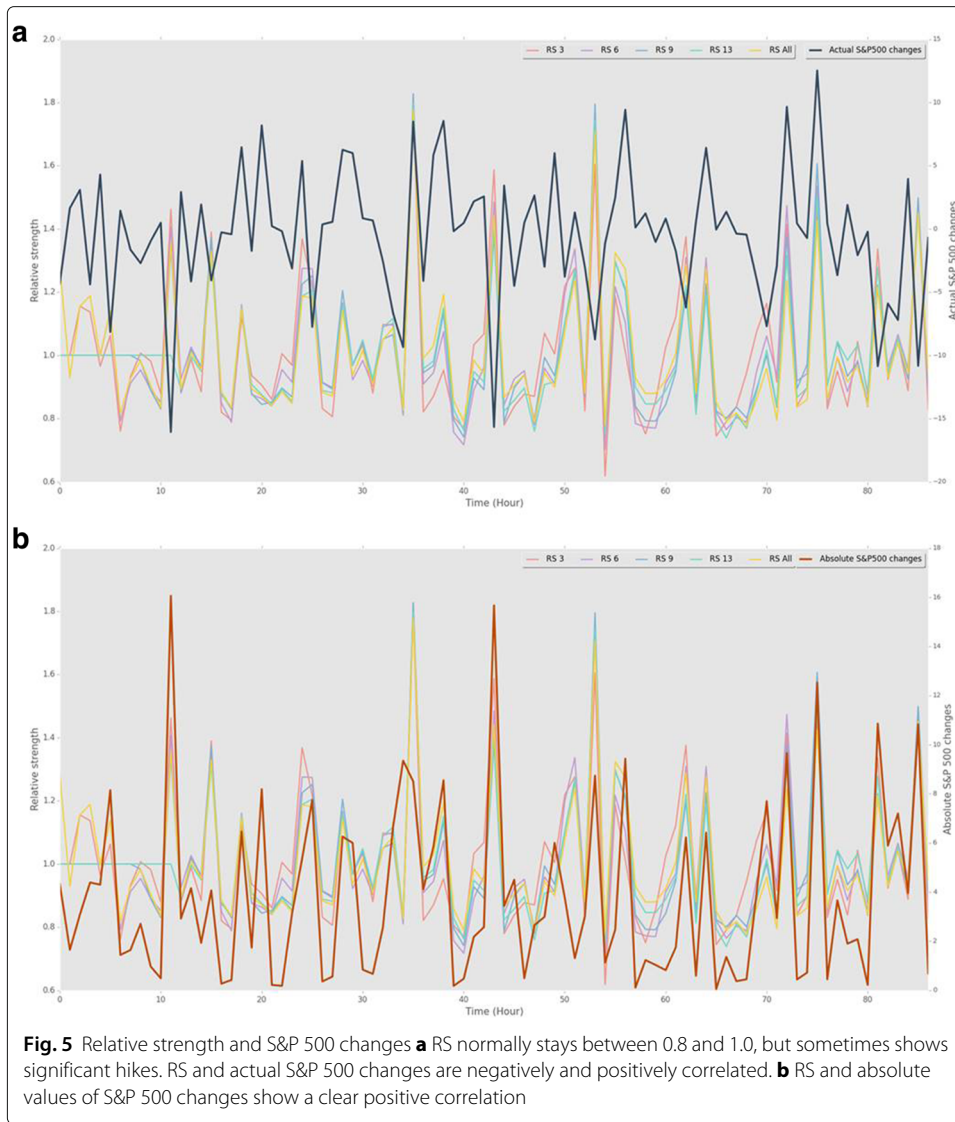 a
2.0
1.8
1.6
1.4
1.2
1.0
0.8
0.6
Relative strength
RS 3 RS 6 RS 9 RS 13 RS All Actual S&P500 changes
15
10
5
0
−5
−10
−15
−20
Actual S&P 500 changes
0 10 20 30 40 50 60 70 80
Time (Hour)
b
2.0
1.8
1.6
1.4
1.2
1.0
0.8
0.6
Relative strength
RS 3 RS 6 RS 9 RS 13 RS All Absolute S&P500 changes
18
16
14
12
10
8
6
4
2
0
Absolute S&P 500 changes
0 10 20 30 40 50 60 70 80
Time (Hour)
Fig. 5 Relative strength and S&P 500 changes a RS normally stays between 0.8 and 1.0, but sometimes shows
significant hikes. RS and actual S&P 500 changes are negatively and positively correlated. b RS and absolute
values of S&P 500 changes show a clear positive correlation